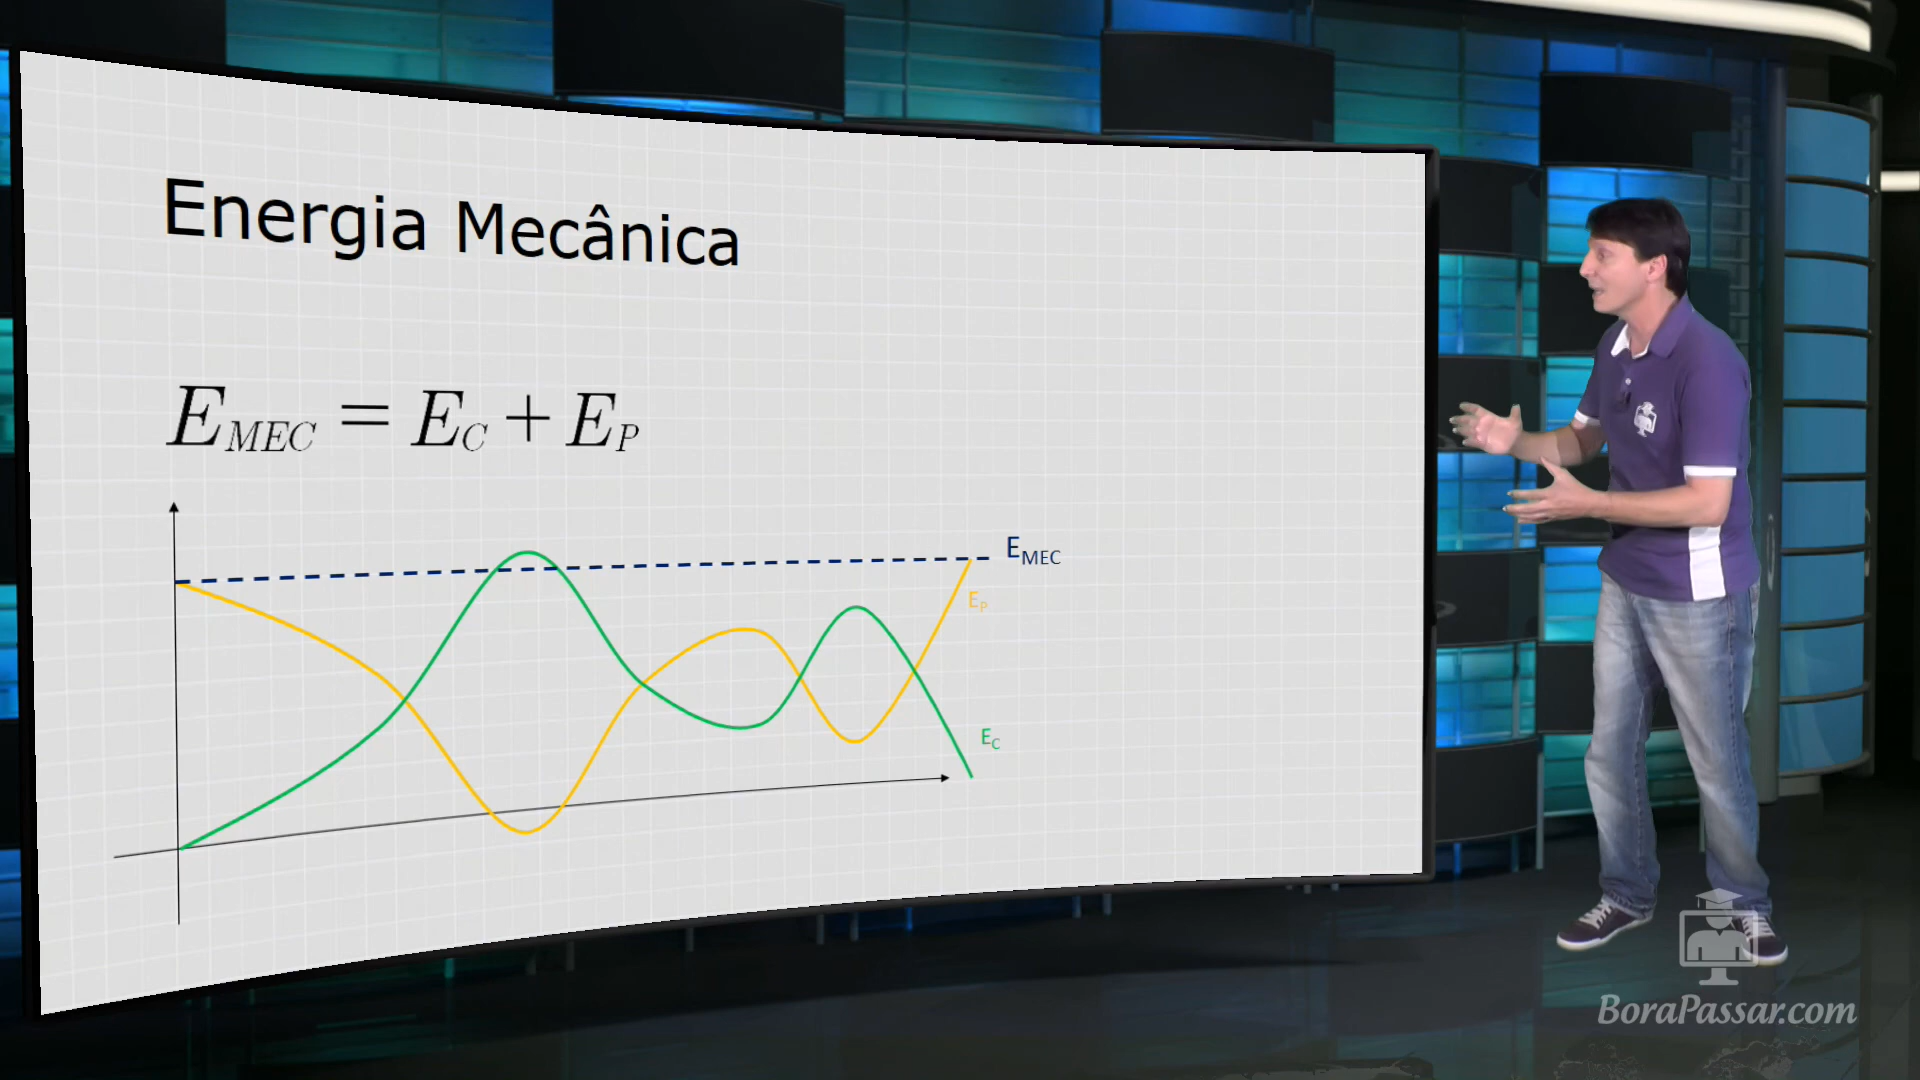 Energia Mecânica
E_MEC = E_C + E_P
E_MEC
E_P
E_C
BoraPassar.com